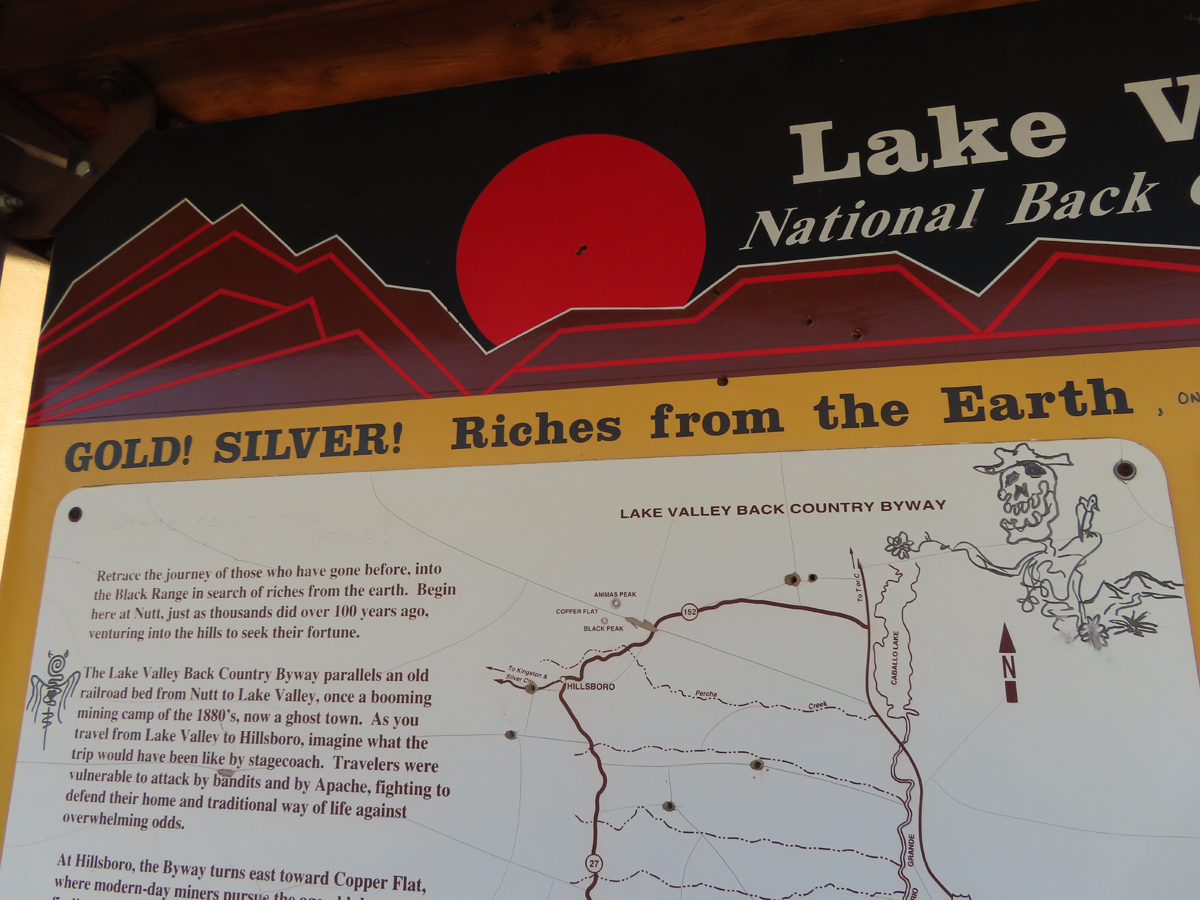 Lake V
National Back C
GOLD! SILVER! Riches from the Earth , ON
LAKE VALLEY BACK COUNTRY BYWAY
Retrace the journey of those who have gone before, into
the Black Range in search of riches from the earth. Begin
here at Nutt, just as thousands did over 100 years ago,
venturing into the hills to seek their fortune.
The Lake Valley Back Country Byway parallels an old
railroad bed from Nutt to Lake Valley, once a booming
mining camp of the 1880's, now a ghost town. As you
travel from Lake Valley to Hillsboro, imagine what the
trip would have been like by stagecoach. Travelers were
vulnerable to attack by bandits and by Apache, fighting to
defend their home and traditional way of life against
overwhelming odds.
At Hillsboro, the Byway turns east toward Copper Flat,
where modern-day miners pursue the
ANIMAS PEAK
COPPER FLAT
BLACK PEAK
152
To T or C
CABALLO LAKE
N
To Kingston &
Silver City
HILLSBORO
Percha
Creek
27
GRANDE
RIO